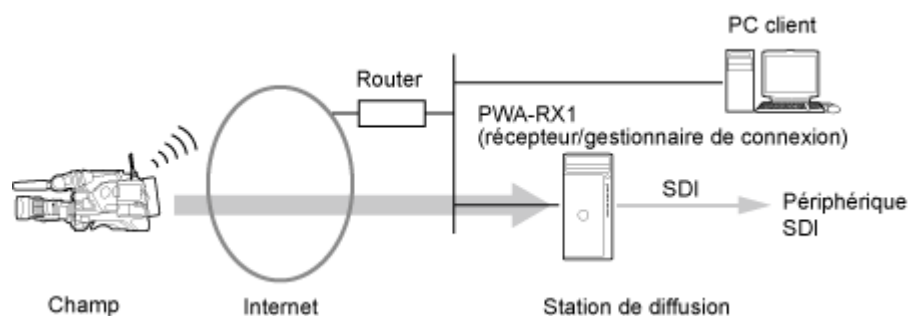 PC client
Router
PWA-RX1
(récepteur/gestionnaire de connexion)
SDI
Périphérique
SDI
Champ
Internet
Station de diffusion